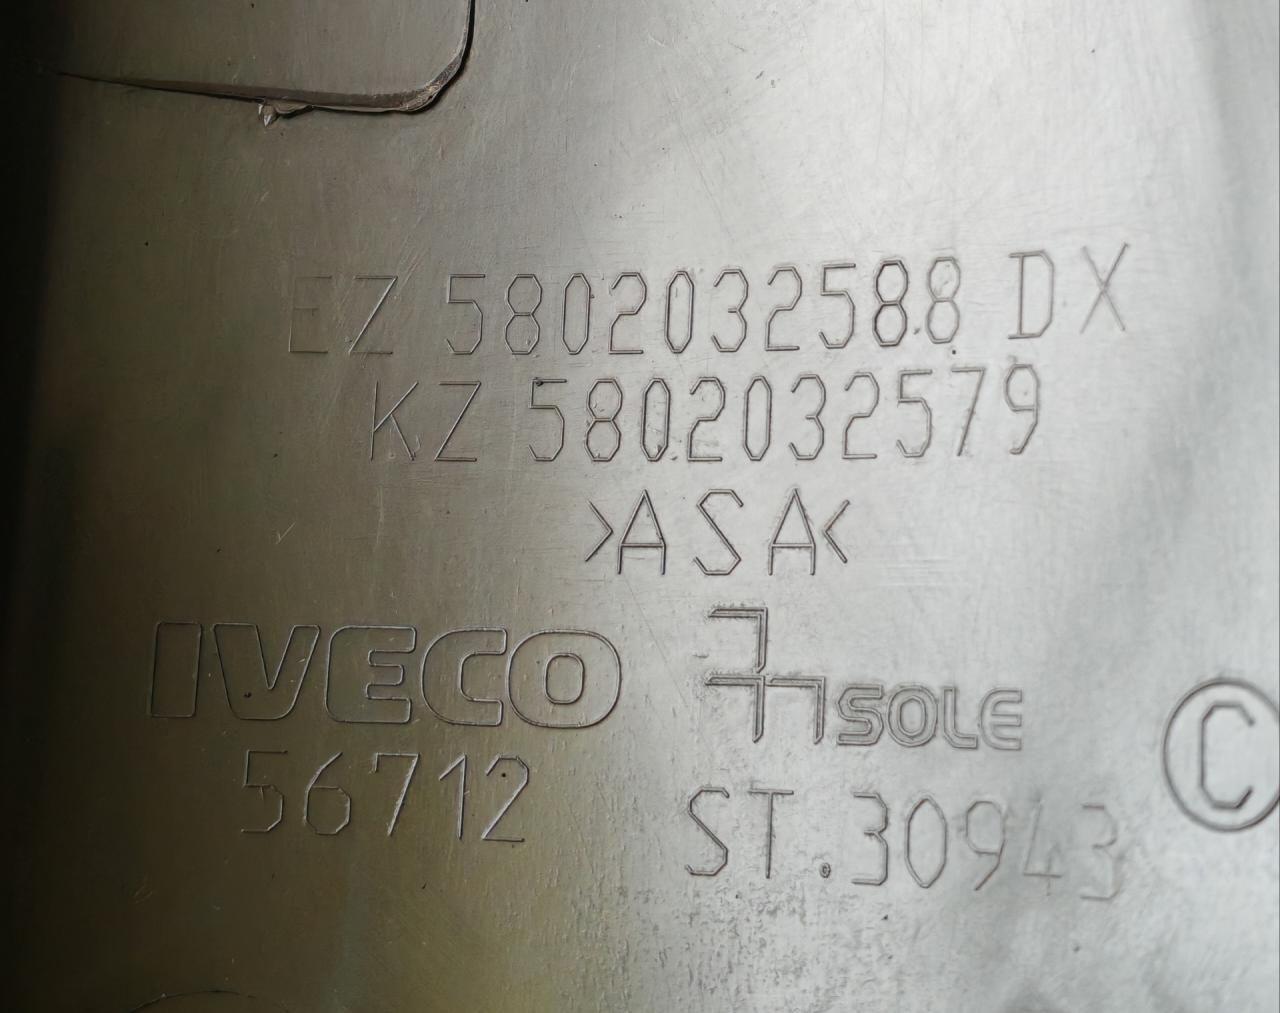 EZ 5802032588 DX
KZ 5802032579
>ASA<
IVECO SOLE
56712 ST.30943
C